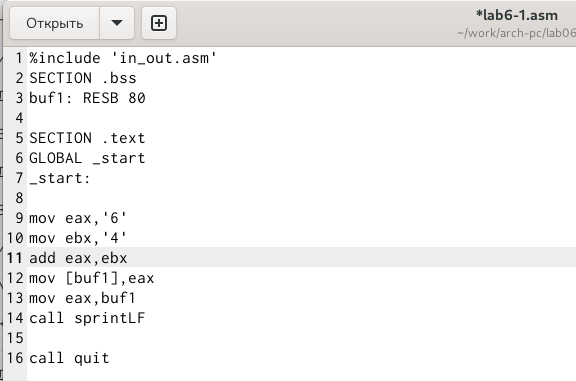 Открыть
*lab6-1.asm
~/work/arch-pc/lab06
1 %include 'in_out.asm'
2 SECTION .bss
3 buf1: RESB 80
4
5 SECTION .text
6 GLOBAL _start
7 _start:
8
9 mov eax,'6'
10 mov ebx,'4'
11 add eax,ebx
12 mov [buf1],eax
13 mov eax,buf1
14 call sprintLF
15
16 call quit